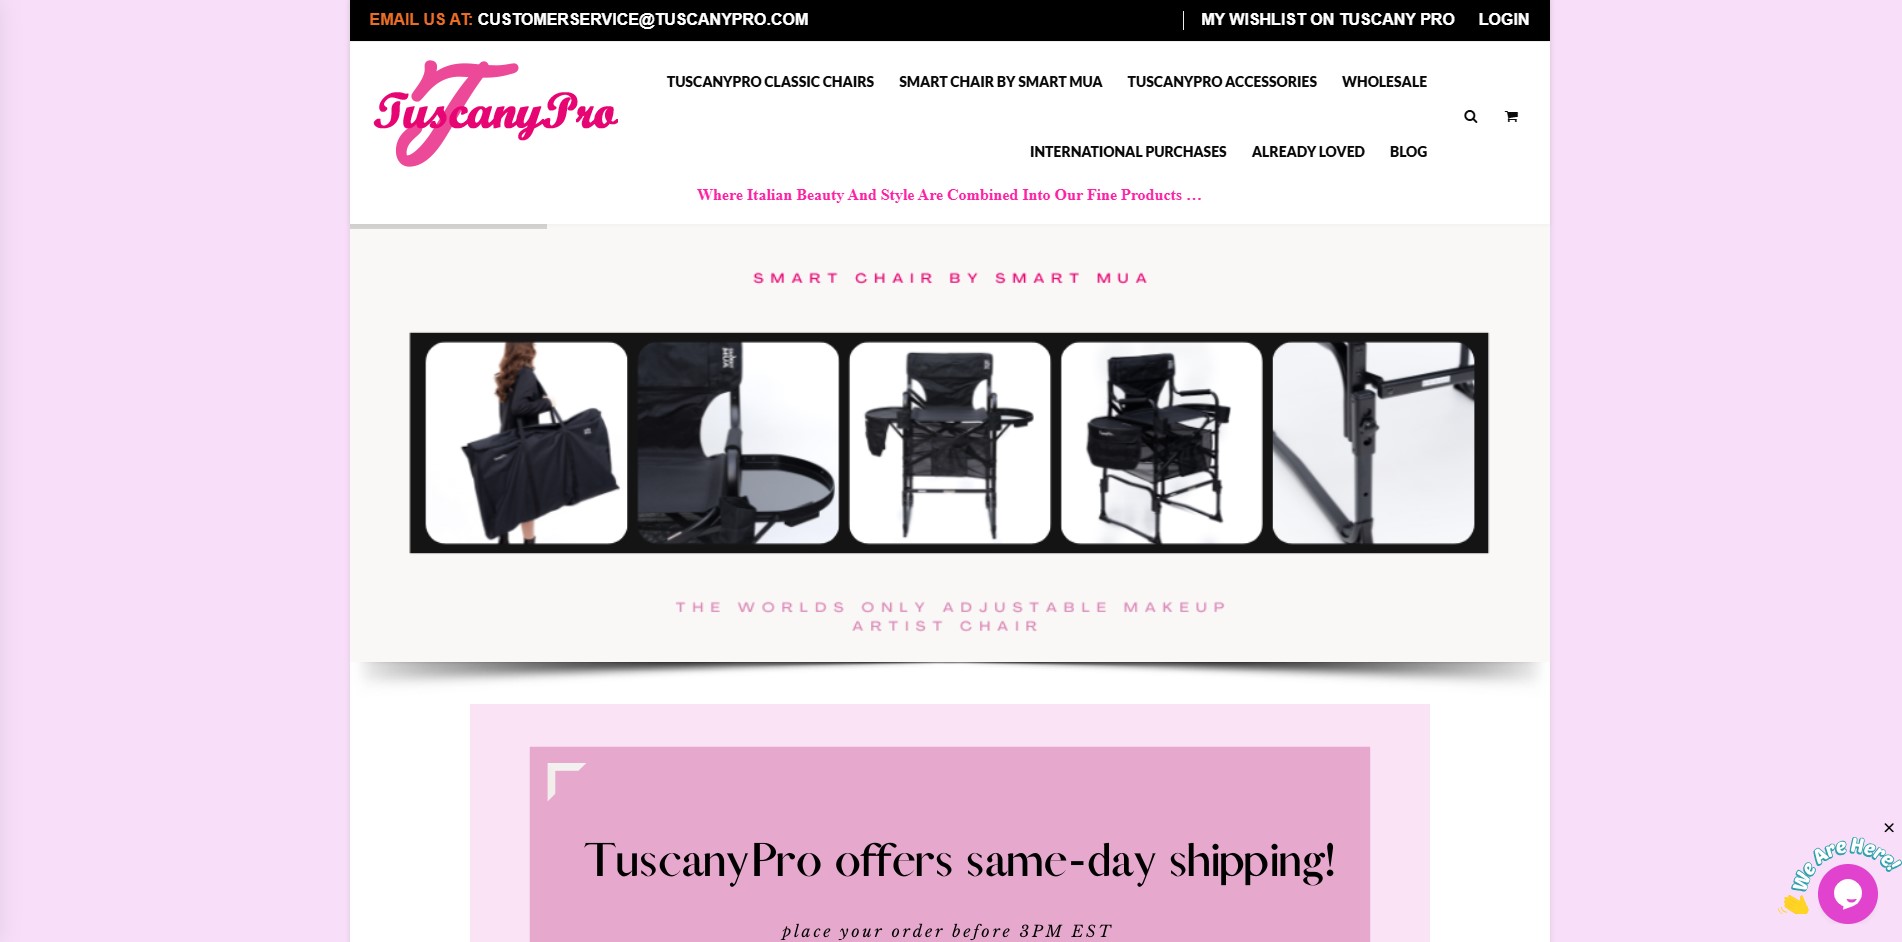 EMAIL US AT: CUSTOMERSERVICE@TUSCANYPRO.COM
MY WISHLIST ON TUSCANY PRO
LOGIN
T
TuscanyPro
TUSCANYPRO CLASSIC CHAIRS
SMART CHAIR BY SMART MUA
TUSCANYPRO ACCESSORIES
WHOLESALE
INTERNATIONAL PURCHASES
ALREADY LOVED
BLOG
Where Italian Beauty And Style Are Combined Into Our Fine Products ...
SMART CHAIR BY SMART MUA
THE WORLDS ONLY ADJUSTABLE MAKEUP
ARTIST CHAIR
TuscanyPro offers same-day shipping!
place your order before 3PM EST
We Are Here!